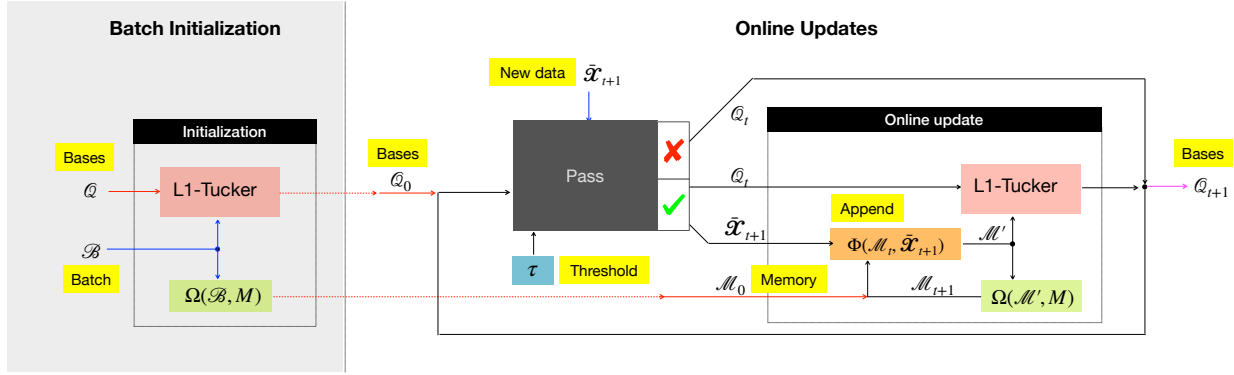 Batch Initialization
Online Updates
New data
𝓧̄ₜ₊₁
Initialization
Online update
Bases
𝒬
L1-Tucker
Bases
𝒬₀
Pass
✘
✓
𝒬ₜ
𝒬ₜ
L1-Tucker
Bases
𝒬ₜ₊₁
ℬ
Batch
Ω(ℬ, M)
τ
Threshold
𝓧̄ₜ₊₁
Append
Φ(ℳₜ, 𝓧̄ₜ₊₁)
ℳ′
ℳ₀
Memory
ℳₜ₊₁
Ω(ℳ′, M)